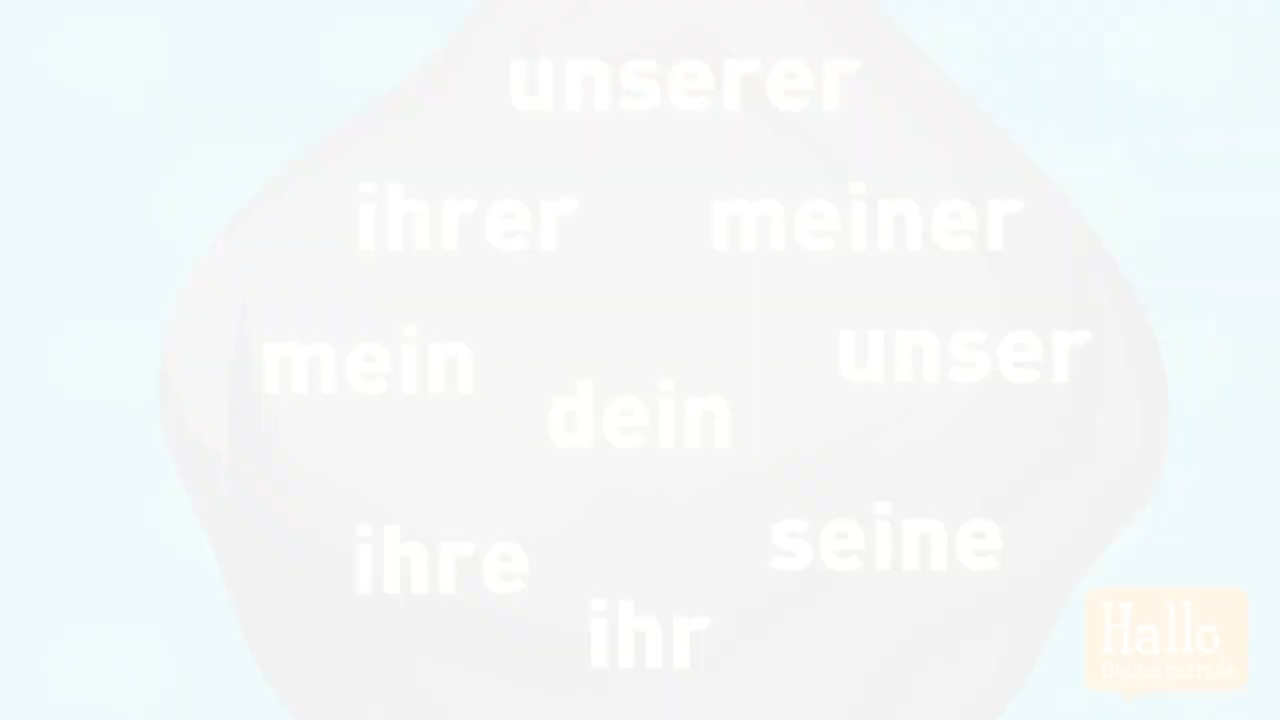 unserer
ihrer meiner
mein unser
dein
ihre seine
ihr
Hallo